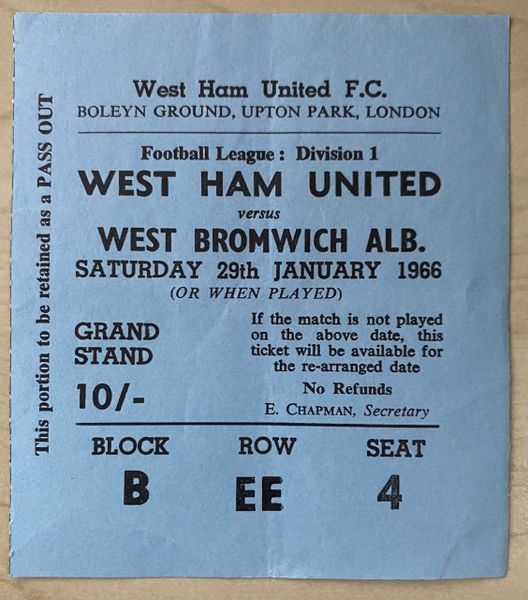 West Ham United F.C.
BOLEYN GROUND, UPTON PARK, LONDON
Football League: Division 1
WEST HAM UNITED
versus
WEST BROMWICH ALB.
SATURDAY 29th JANUARY 1966
(OR WHEN PLAYED)
GRAND
STAND
10/-
If the match is not played
on the above date, this
ticket will be available for
the re-arranged date
No Refunds
E. CHAPMAN, Secretary
BLOCK ROW SEAT
B EE 4
This portion to be retained as a PASS OUT